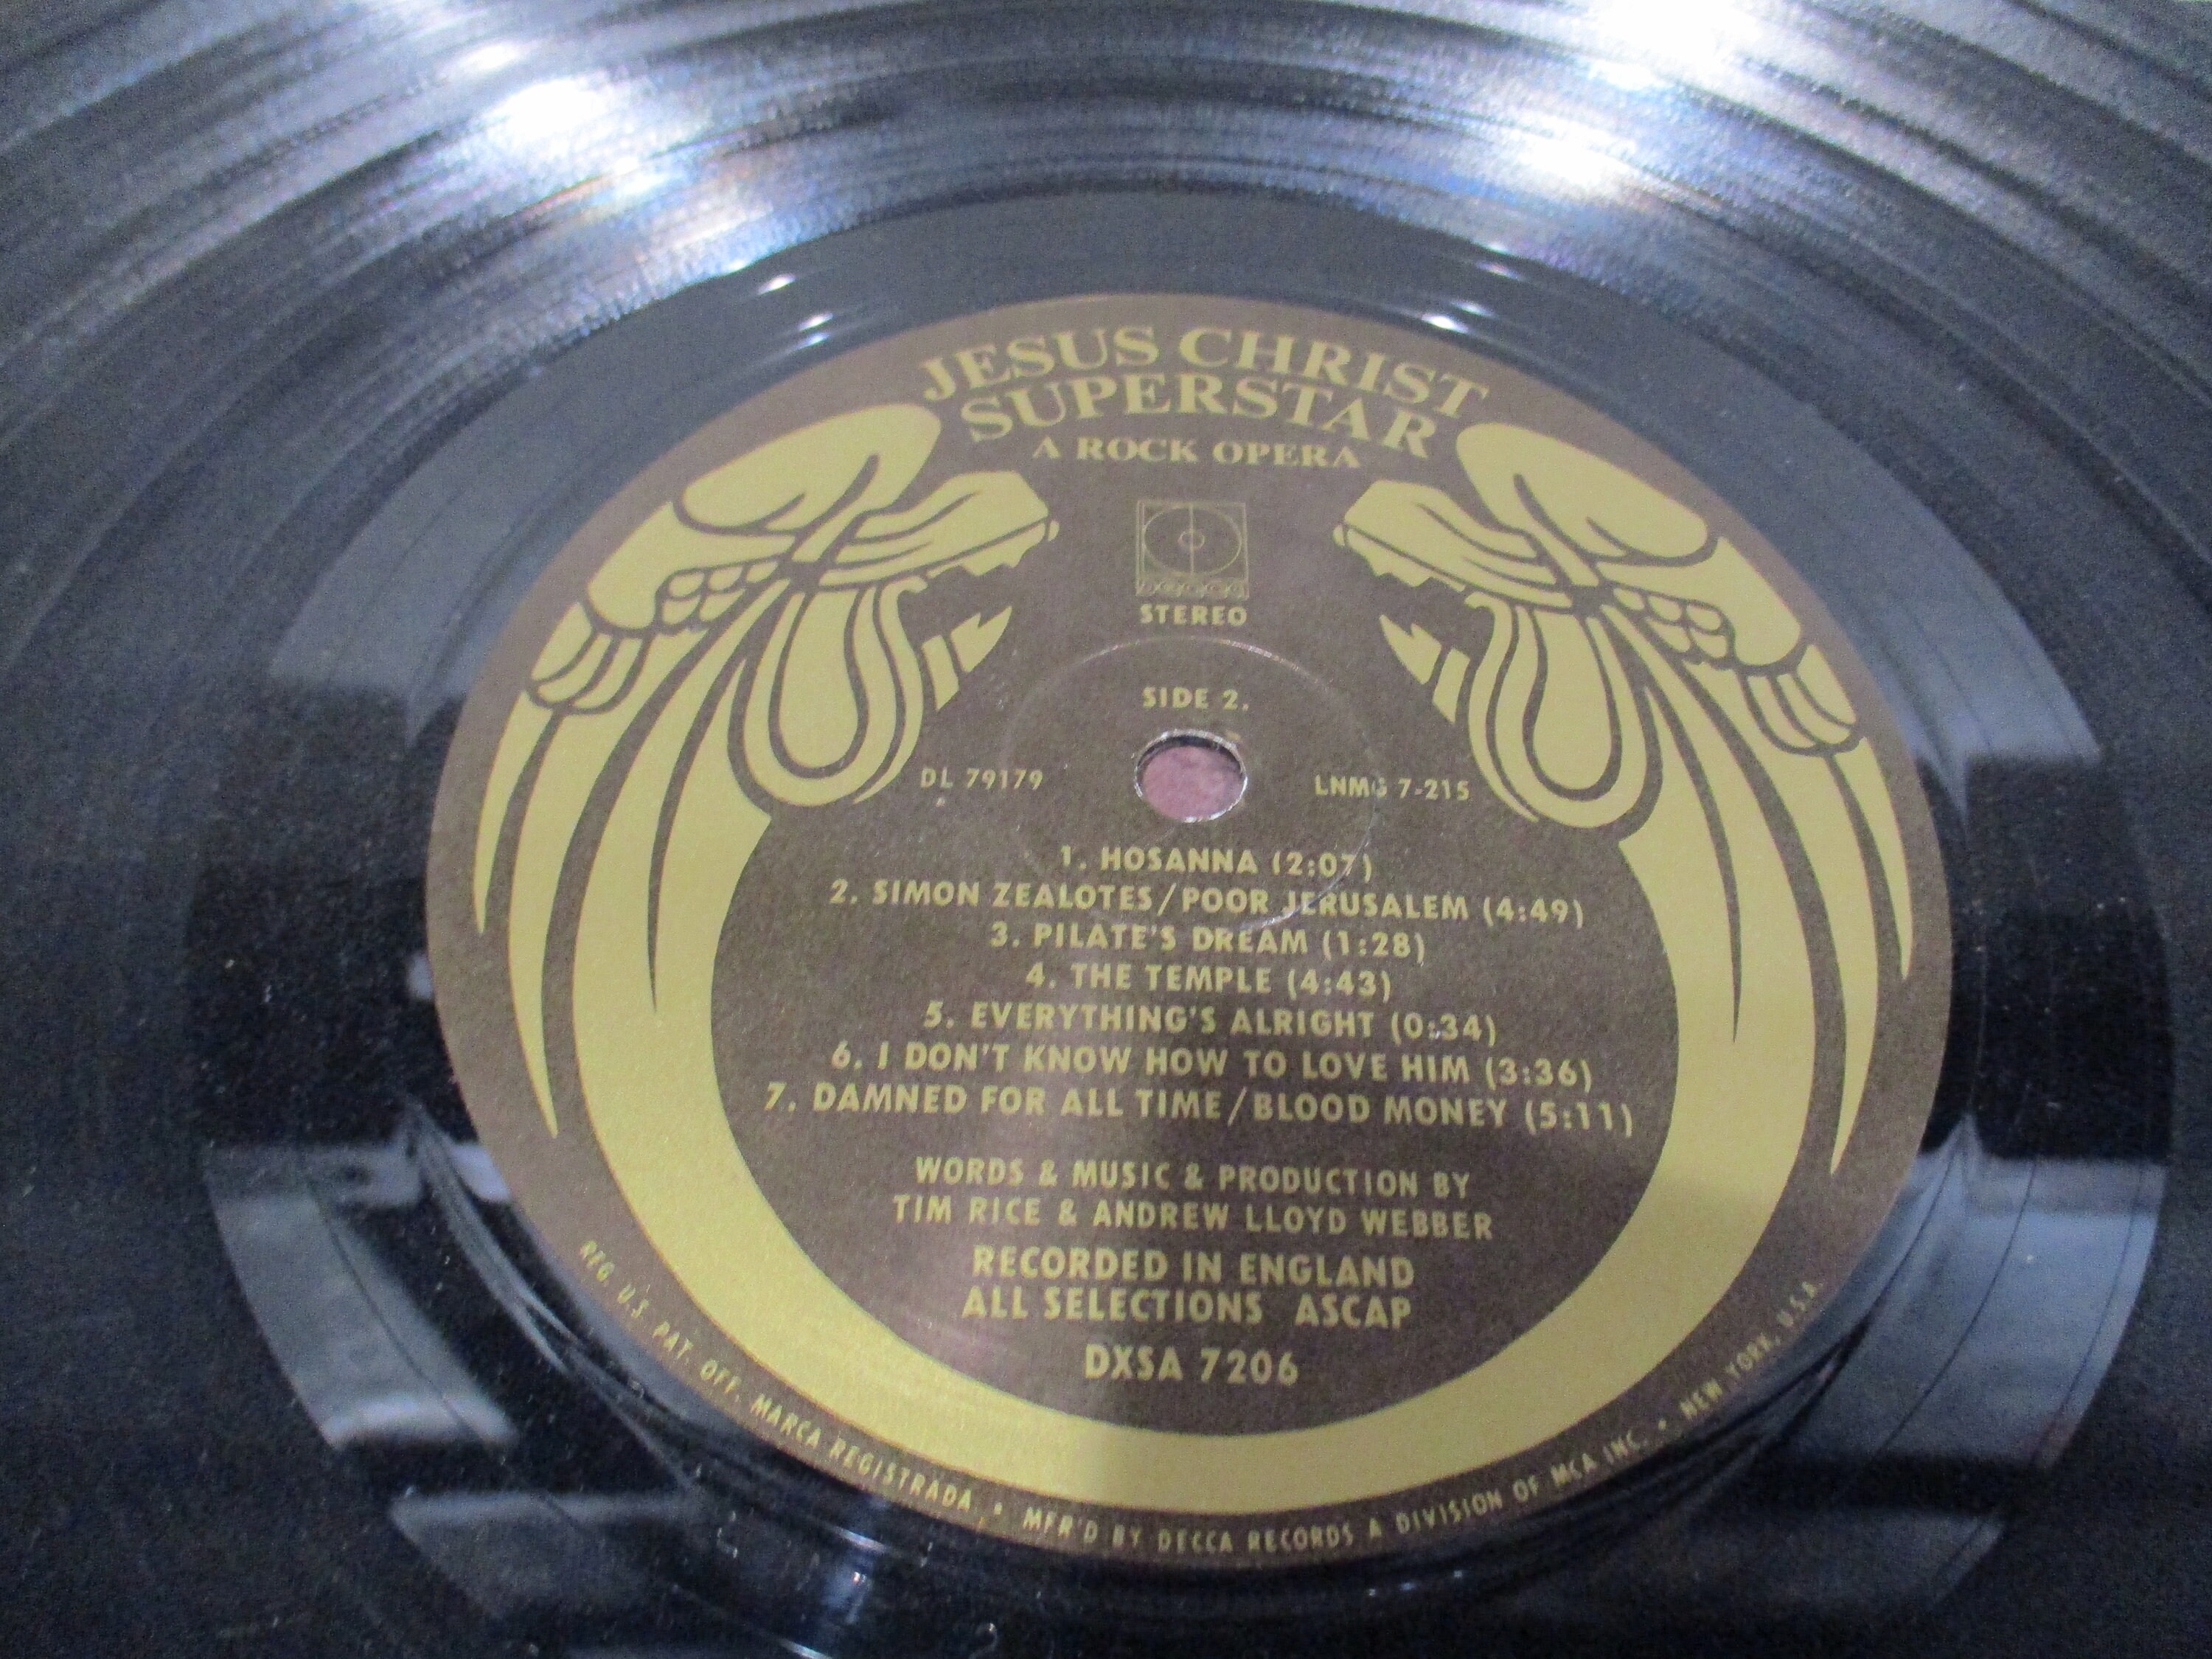 JESUS CHRIST
SUPERSTAR
A ROCK OPERA
DECCA
STEREO
SIDE 2.
DL 79179
LNMG 7-215
1. HOSANNA (2:07)
2. SIMON ZEALOTES/POOR JERUSALEM (4:49)
3. PILATE'S DREAM (1:28)
4. THE TEMPLE (4:43)
5. EVERYTHING'S ALRIGHT (0:34)
6. I DON'T KNOW HOW TO LOVE HIM (3:36)
7. DAMNED FOR ALL TIME/BLOOD MONEY (5:11)
WORDS & MUSIC & PRODUCTION BY
TIM RICE & ANDREW LLOYD WEBBER
RECORDED IN ENGLAND
ALL SELECTIONS ASCAP
DXSA 7206
REG. U.S. PAT. OFF. MARCA REGISTRADA • MFR'D BY DECCA RECORDS A DIVISION OF MCA INC. • NEW YORK, U.S.A.